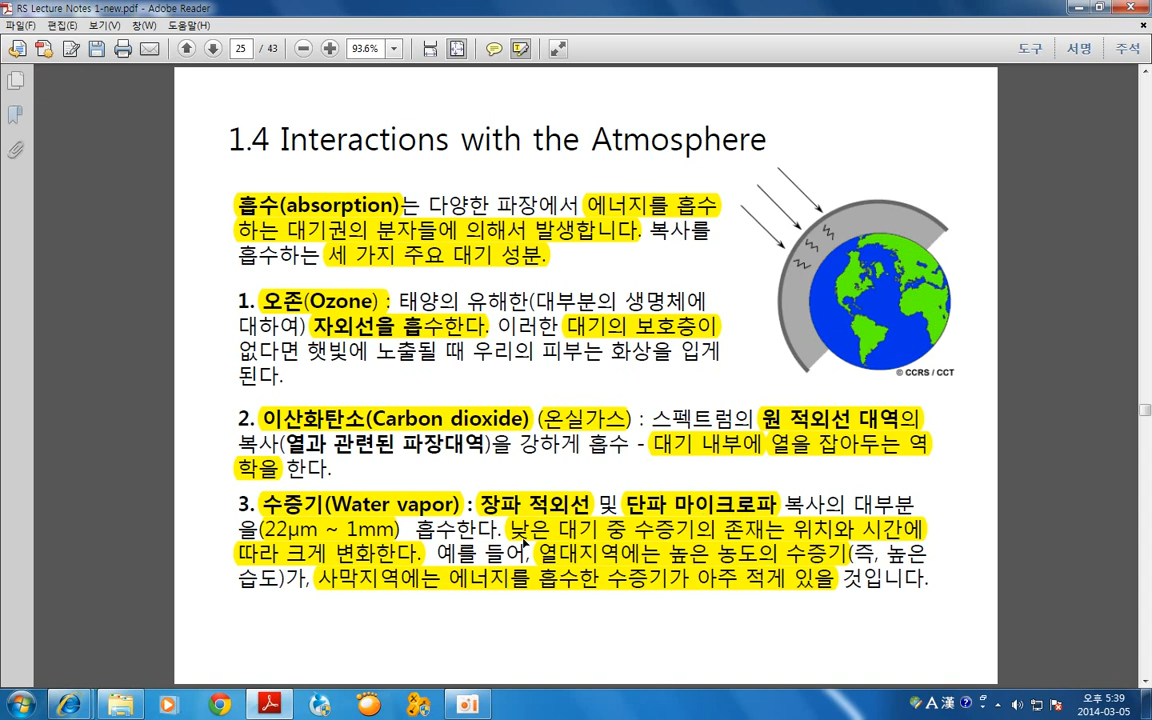 RS Lecture Notes 1-new.pdf - Adobe Reader
파일(F) 편집(E) 보기(V) 창(W) 도움말(H)
25 / 43 93.6% 도구 서명 주석
1.4 Interactions with the Atmosphere
흡수(absorption)는 다양한 파장에서 에너지를 흡수
하는 대기권의 분자들에 의해서 발생합니다. 복사를
흡수하는 세 가지 주요 대기 성분.
1. 오존(Ozone) : 태양의 유해한(대부분의 생명체에
대하여) 자외선을 흡수한다. 이러한 대기의 보호층이
없다면 햇빛에 노출될 때 우리의 피부는 화상을 입게
된다.
© CCRS / CCT
2. 이산화탄소(Carbon dioxide) (온실가스) : 스펙트럼의 원 적외선 대역의
복사(열과 관련된 파장대역)을 강하게 흡수 - 대기 내부에 열을 잡아두는 역
학을 한다.
3. 수증기(Water vapor) : 장파 적외선 및 단파 마이크로파 복사의 대부분
을(22μm ~ 1mm) 흡수한다. 낮은 대기 중 수증기의 존재는 위치와 시간에
따라 크게 변화한다. 예를 들어, 열대지역에는 높은 농도의 수증기(즉, 높은
습도)가, 사막지역에는 에너지를 흡수한 수증기가 아주 적게 있을 것입니다.
A 漢
오후 5:39
2014-03-05